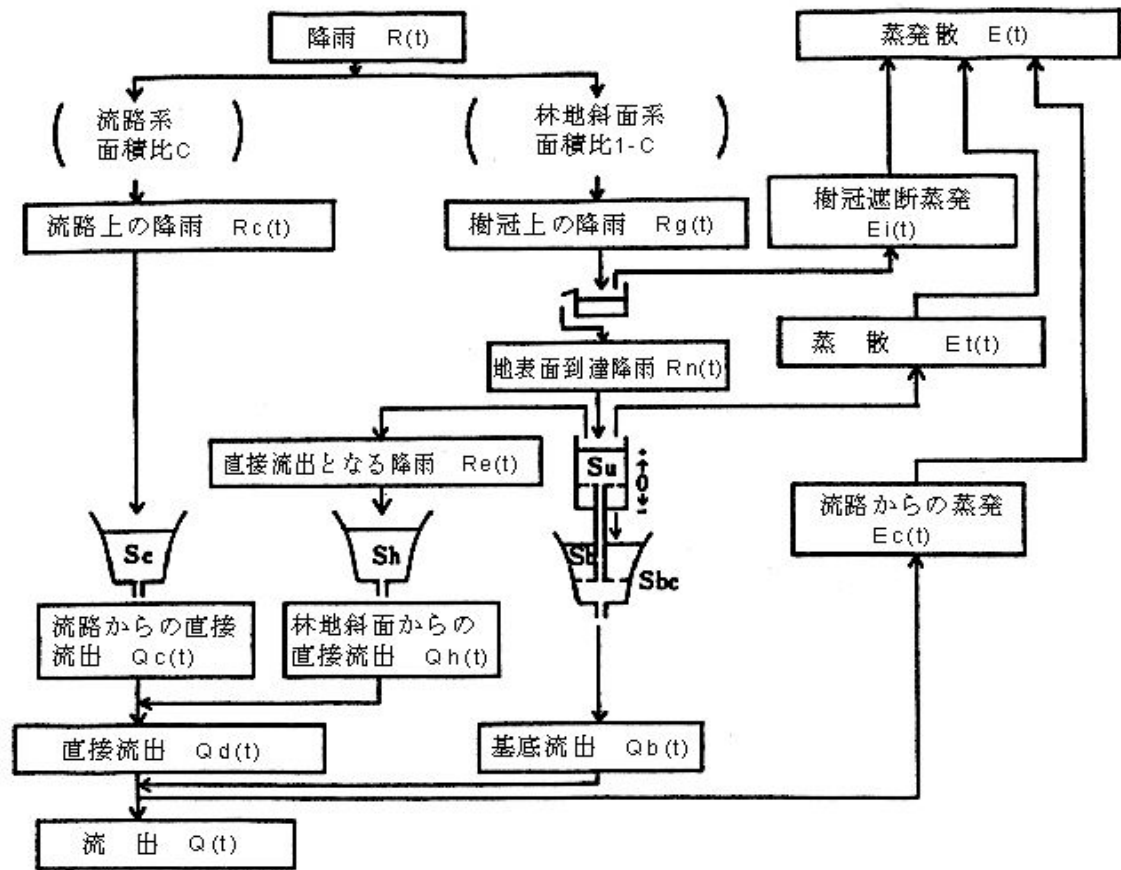 降雨 R(t)
蒸発散 E(t)
流路系
面積比C
林地斜面系
面積比1-C
流路上の降雨 Rc(t)
樹冠上の降雨 Rg(t)
樹冠遮断蒸発
Ei(t)
地表面到達降雨 Rn(t)
蒸 散 Et(t)
直接流出となる降雨 Re(t)
Su
+
0
-
流路からの蒸発
Ec(t)
Sc
Sh
Sbc
流路からの直接
流出 Qc(t)
林地斜面からの
直接流出 Qh(t)
直接流出 Qd(t)
基底流出 Qb(t)
流 出 Q(t)